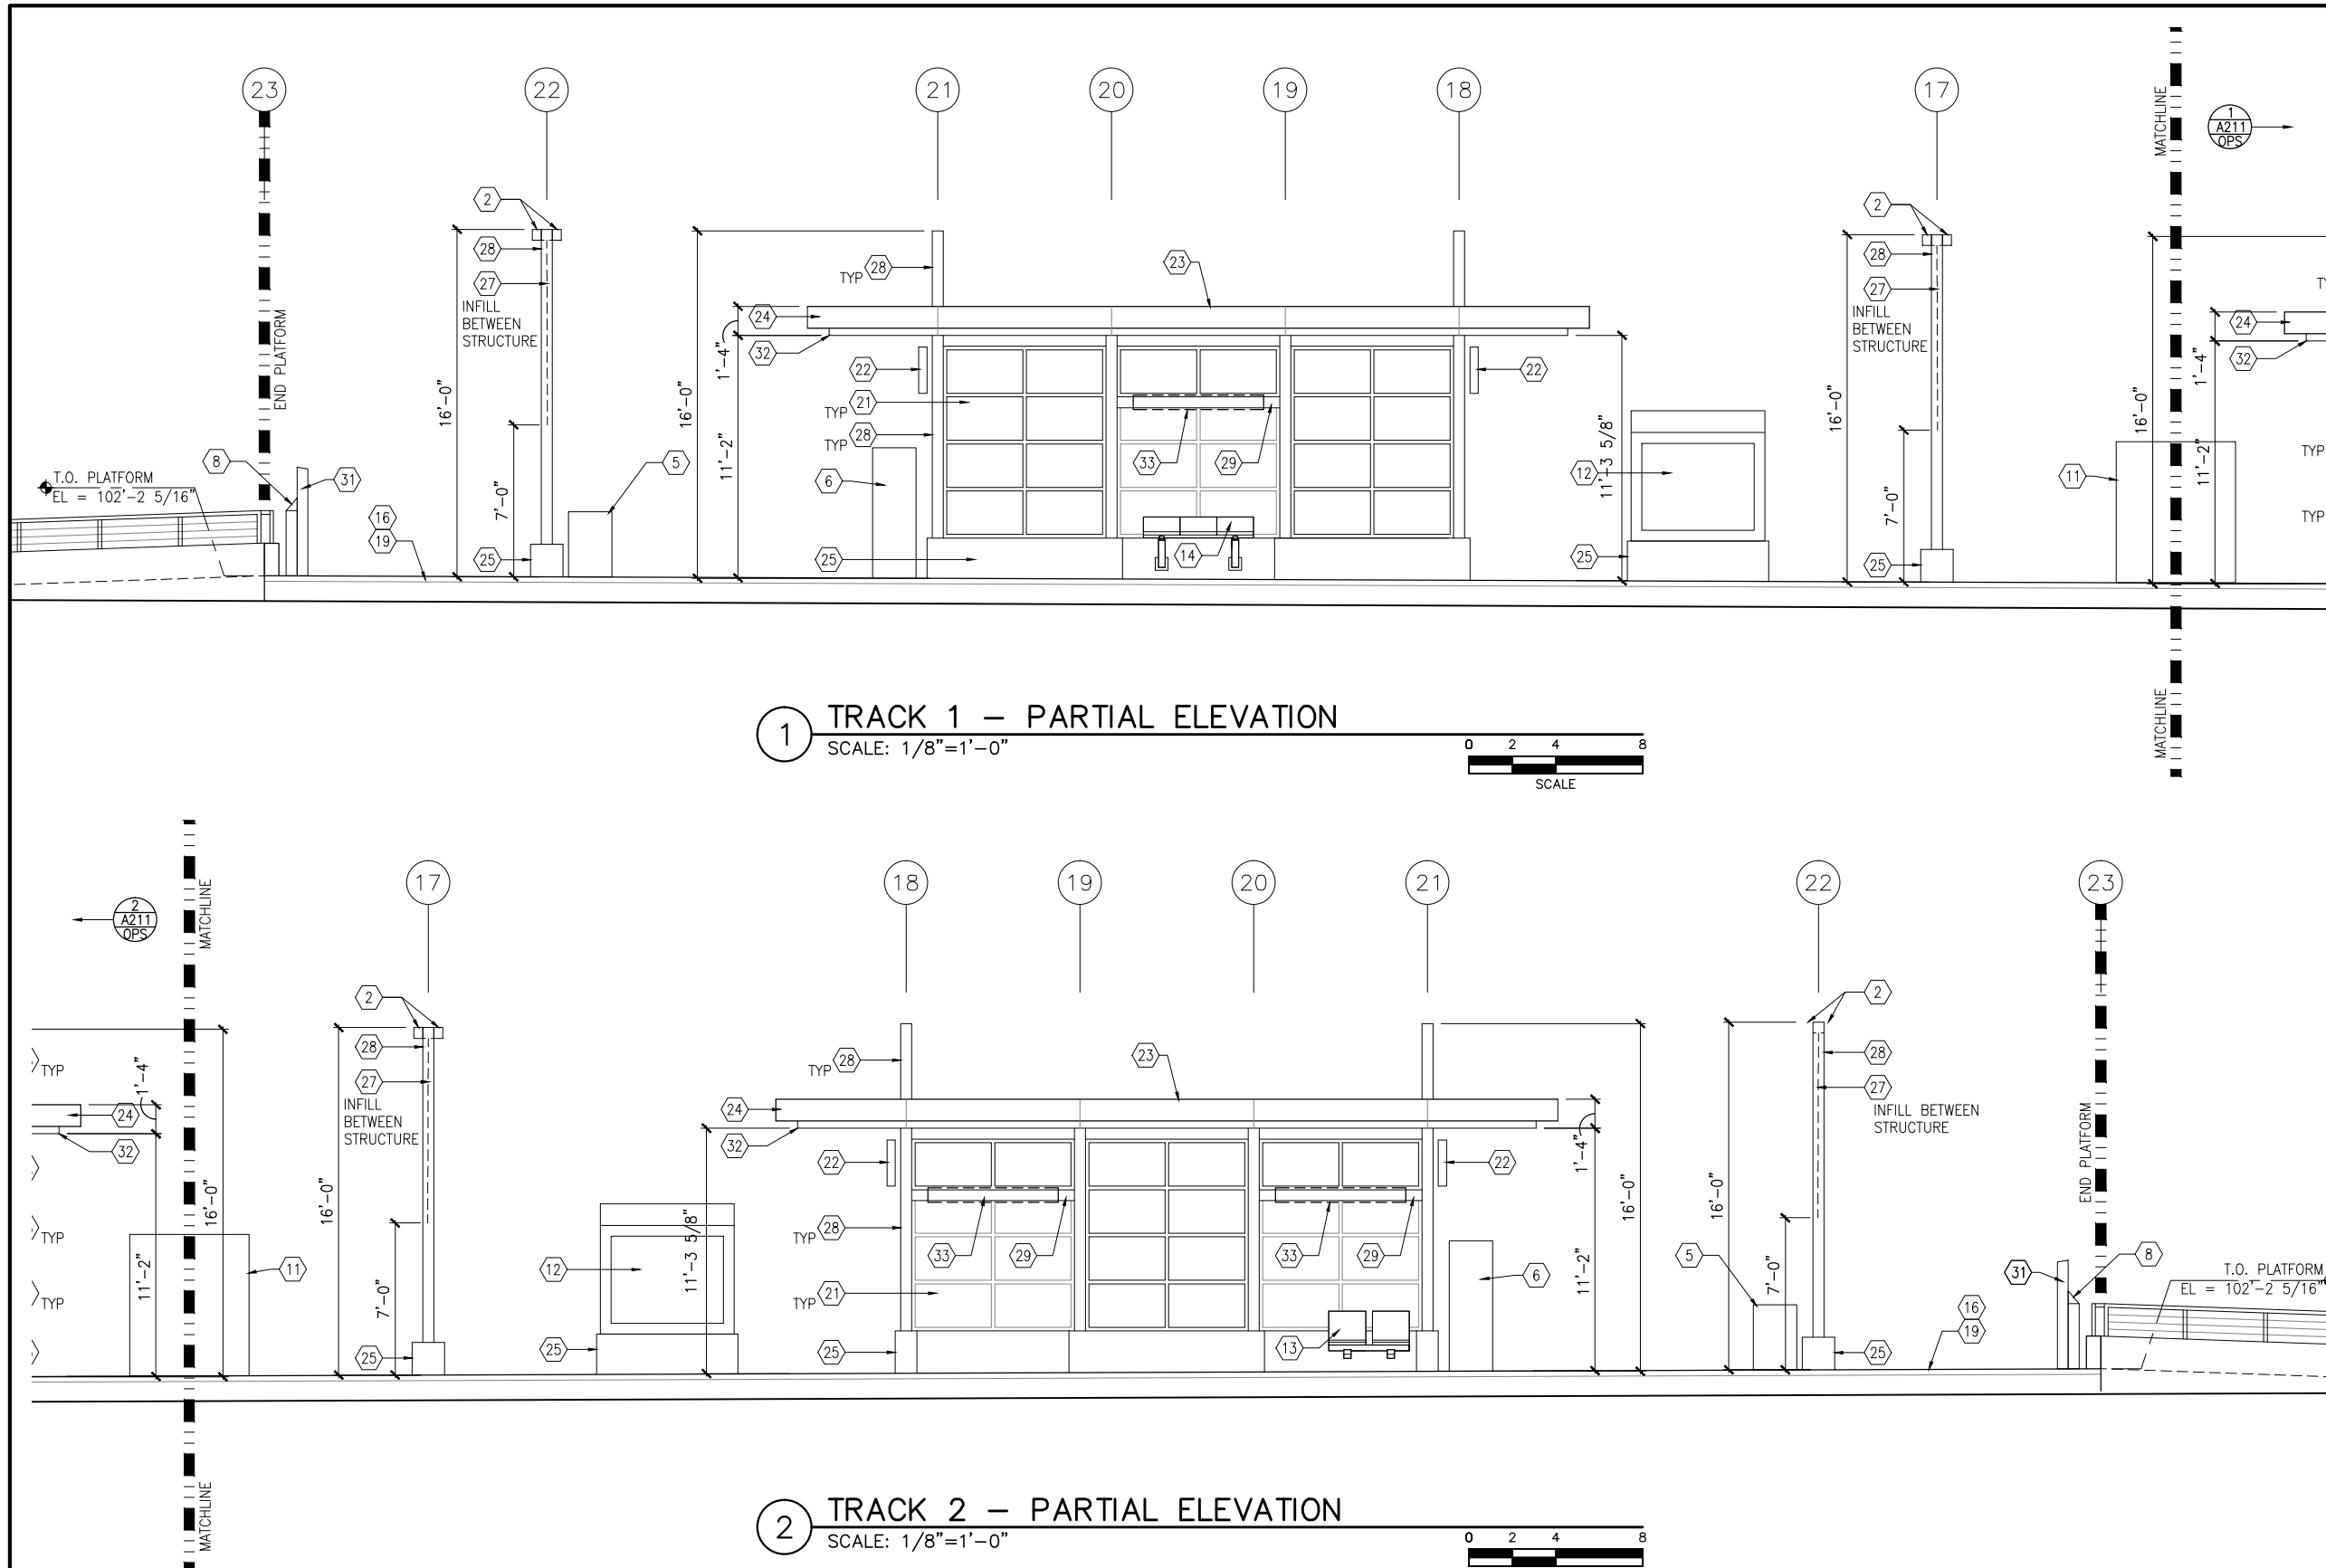 23
22
21
20
19
18
17
MATCHLINE
1
A211
OPS
2
28
27
INFILL
BETWEEN
STRUCTURE
16'-0"
7'-0"
END PLATFORM
8
31
T.O. PLATFORM
EL = 102'-2 5/16"
16
19
25
5
16'-0"
TYP 28
23
24
1'-4"
32
22
22
TYP 21
TYP 28
11'-2"
6
33
29
25
14
11'-3 5/8"
12
25
2
28
27
INFILL
BETWEEN
STRUCTURE
16'-0"
7'-0"
25
16'-0"
11
24
1'-4"
32
11'-2"
TYP
TYP
MATCHLINE
1
TRACK 1 – PARTIAL ELEVATION
SCALE: 1/8"=1'-0"
0 2 4 8
SCALE
17
18
19
20
21
22
23
MATCHLINE
2
A211
OPS
TYP
1'-4"
24
32
16'-0"
TYP
11'-2"
11
TYP
2
28
27
INFILL
BETWEEN
STRUCTURE
16'-0"
7'-0"
25
12
11'-3 5/8"
25
TYP 28
23
24
32
22
22
1'-4"
16'-0"
TYP 28
33
29
33
29
TYP 21
6
11'-2"
25
13
2
28
27
INFILL BETWEEN
STRUCTURE
16'-0"
7'-0"
5
25
END PLATFORM
31
8
T.O. PLATFORM
EL = 102'-2 5/16"
16
19
MATCHLINE
2
TRACK 2 – PARTIAL ELEVATION
SCALE: 1/8"=1'-0"
0 2 4 8